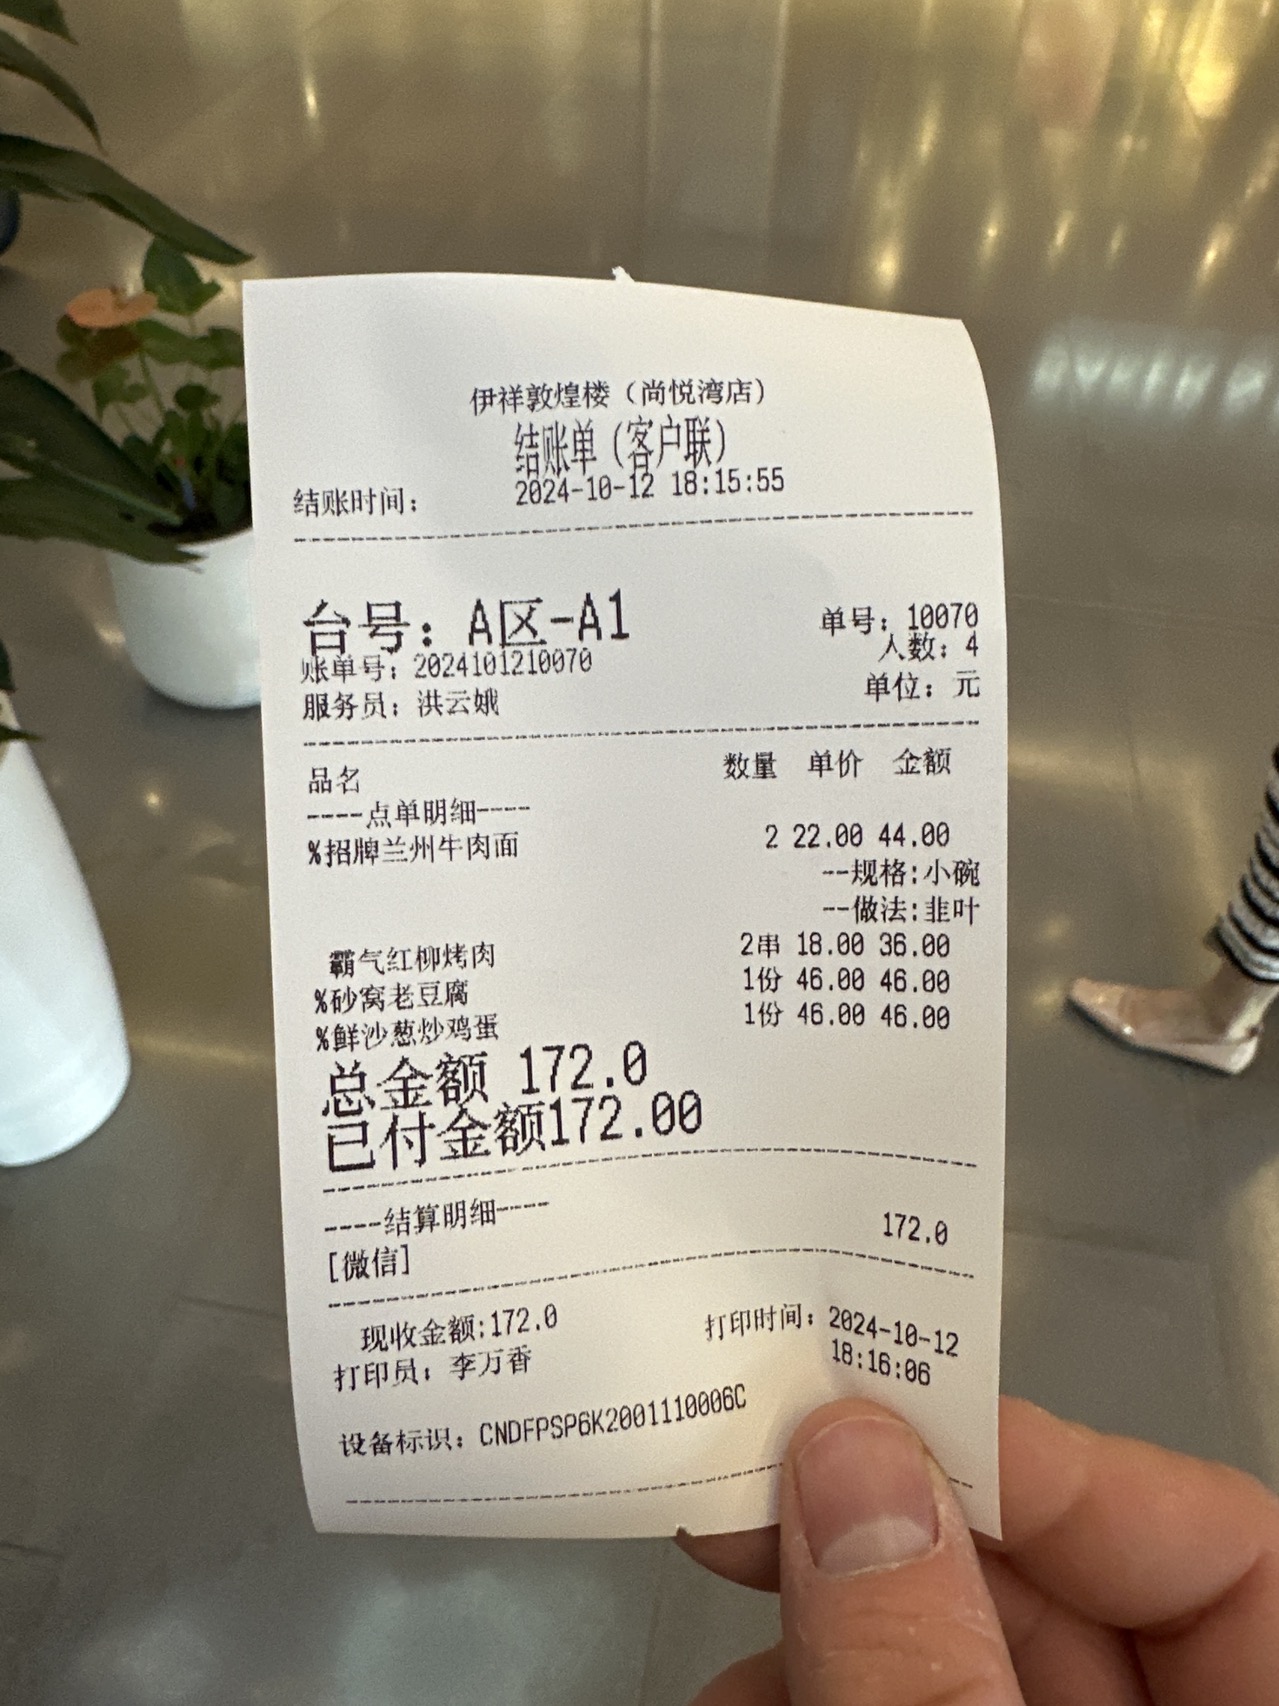 伊祥敦煌楼（尚悦湾店）
结账单（客户联）
结账时间： 2024-10-12 18:15:55
台号：A区-A1 单号：10070
账单号：2024101210070 人数：4
服务员：洪云娥 单位：元
品名 数量 单价 金额
----点单明细----
%招牌兰州牛肉面 2 22.00 44.00
--规格:小碗
--做法:韭叶
霸气红柳烤肉 2串 18.00 36.00
%砂窝老豆腐 1份 46.00 46.00
%鲜沙葱炒鸡蛋 1份 46.00 46.00
总金额 172.0
已付金额172.00
----结算明细----
[微信] 172.0
现收金额:172.0 打印时间：2024-10-12
打印员：李万香 18:16:06
设备标识：CNDFPSP6K2001110006C